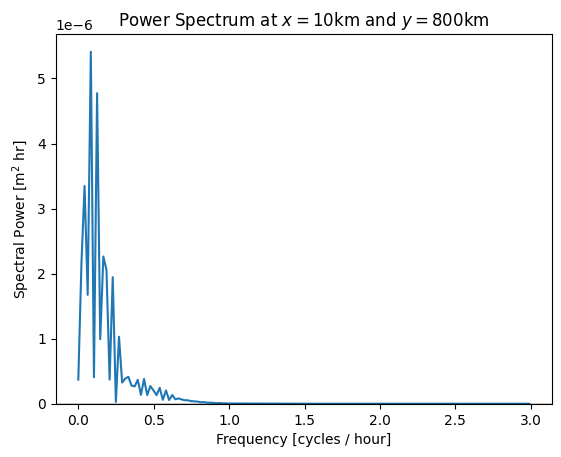 Power Spectrum at x = 10km and y = 800km
1e−6
5
4
3
2
1
0
Spectral Power [m² hr]
0.0 0.5 1.0 1.5 2.0 2.5 3.0
Frequency [cycles / hour]